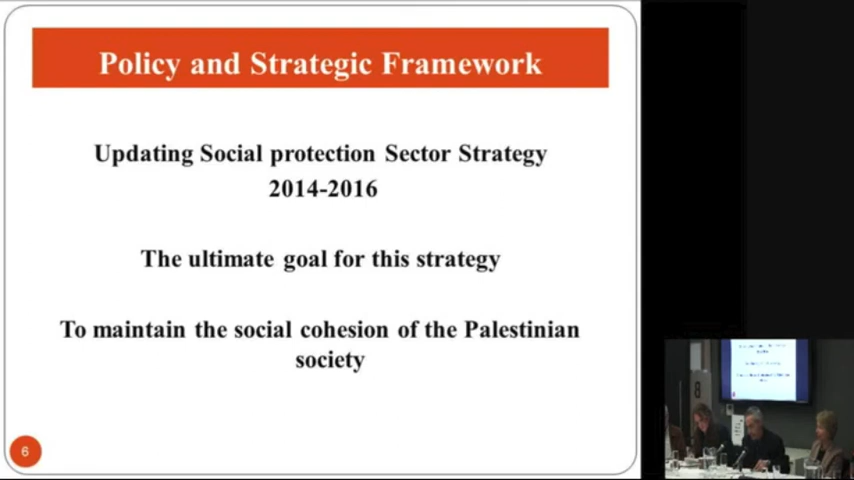 Policy and Strategic Framework
Updating Social protection Sector Strategy
2014-2016
The ultimate goal for this strategy
To maintain the social cohesion of the Palestinian
society
6
8